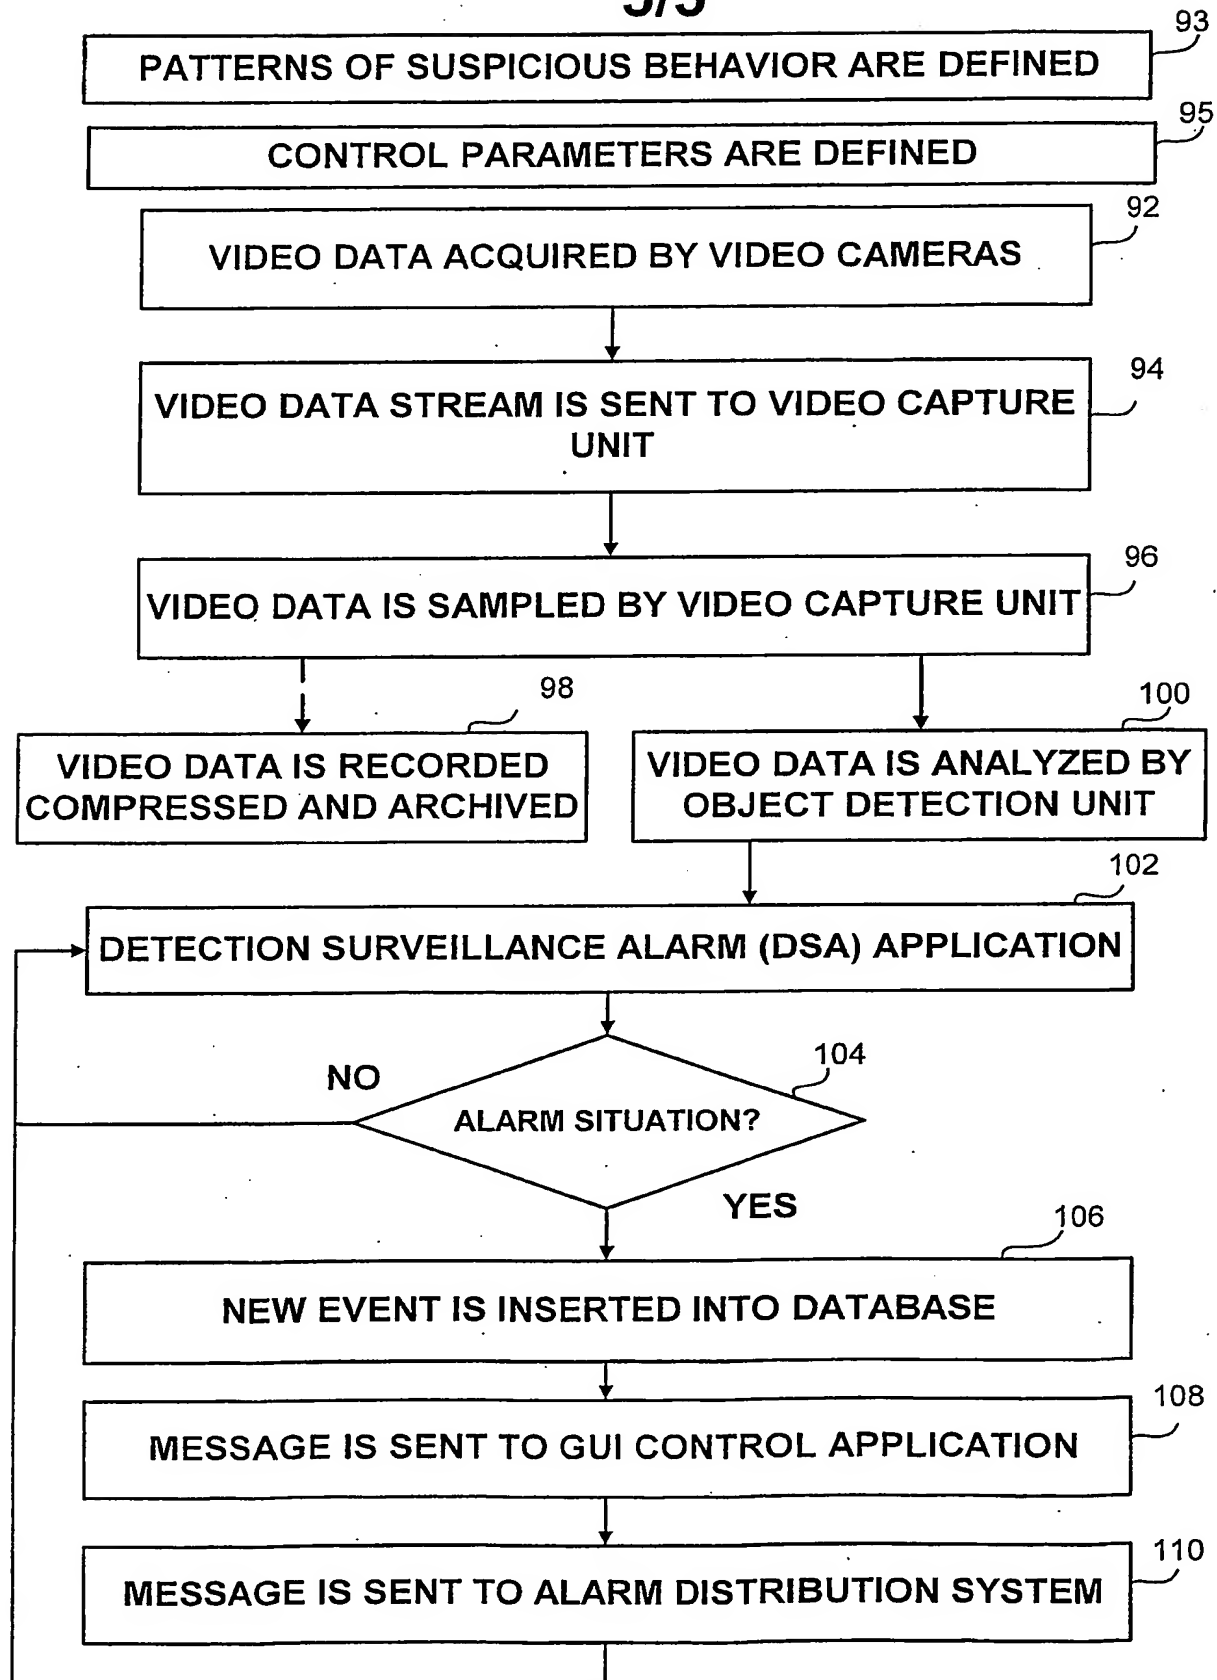 5/5
93
PATTERNS OF SUSPICIOUS BEHAVIOR ARE DEFINED
95
CONTROL PARAMETERS ARE DEFINED
92
VIDEO DATA ACQUIRED BY VIDEO CAMERAS
94
VIDEO DATA STREAM IS SENT TO VIDEO CAPTURE
UNIT
96
VIDEO DATA IS SAMPLED BY VIDEO CAPTURE UNIT
98
VIDEO DATA IS RECORDED
COMPRESSED AND ARCHIVED
100
VIDEO DATA IS ANALYZED BY
OBJECT DETECTION UNIT
102
DETECTION SURVEILLANCE ALARM (DSA) APPLICATION
104
NO
ALARM SITUATION?
YES
106
NEW EVENT IS INSERTED INTO DATABASE
108
MESSAGE IS SENT TO GUI CONTROL APPLICATION
110
MESSAGE IS SENT TO ALARM DISTRIBUTION SYSTEM